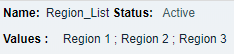 Name: Region_List Status: Active
Values : Region 1 ; Region 2 ; Region 3